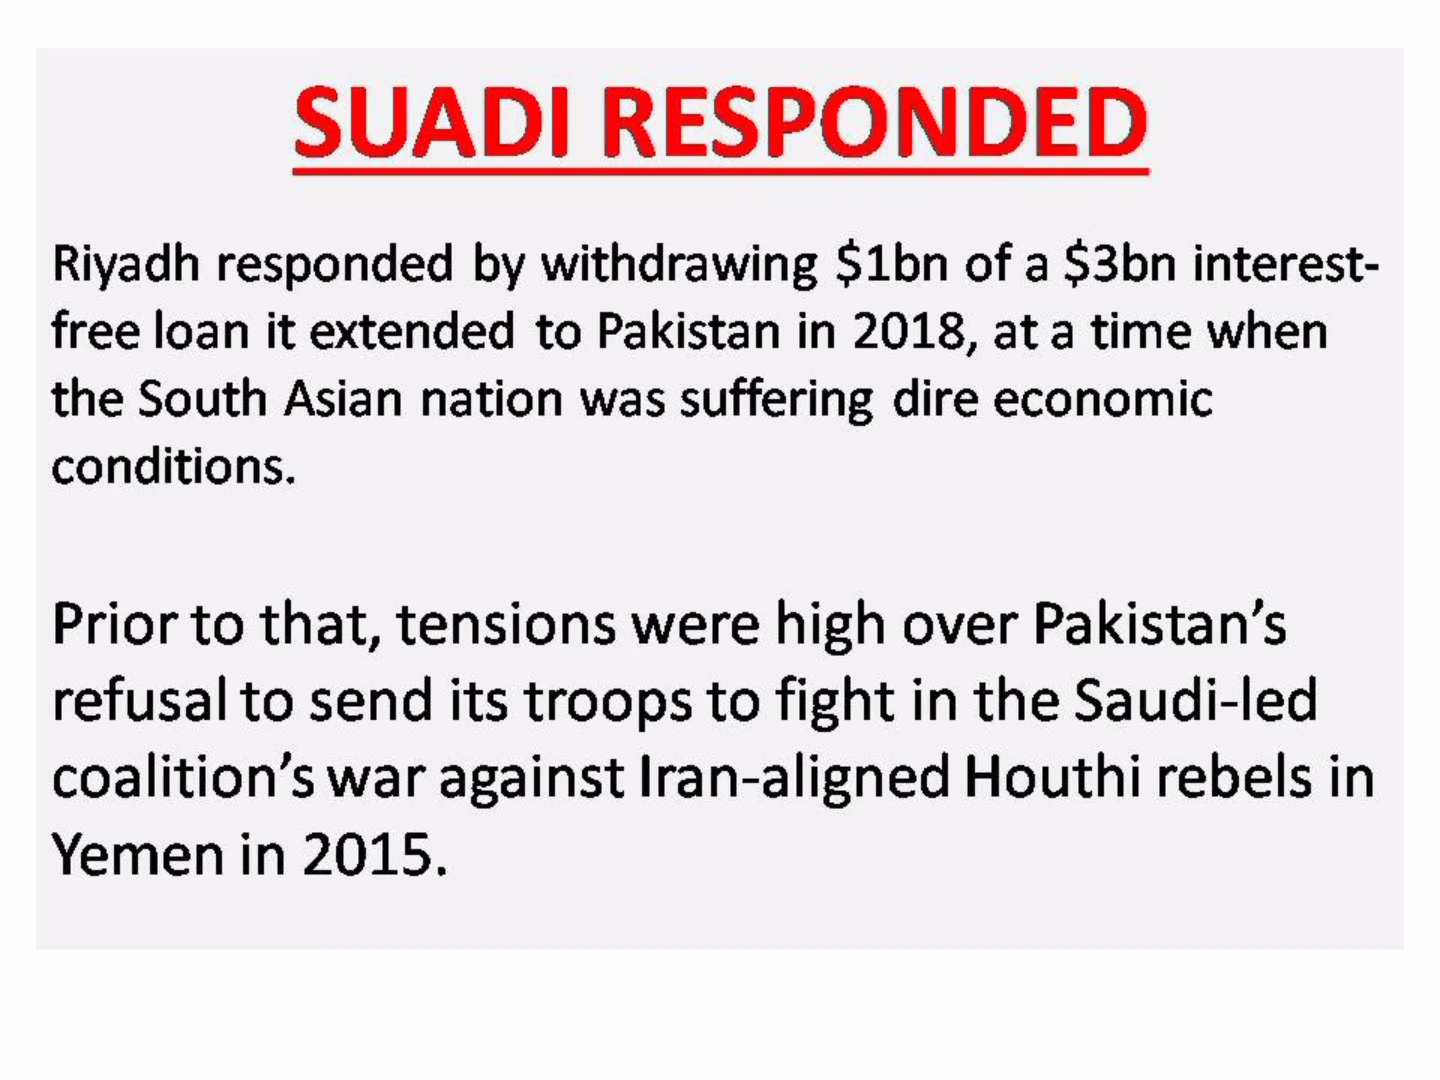 SUADI RESPONDED
Riyadh responded by withdrawing $1bn of a $3bn interest-
free loan it extended to Pakistan in 2018, at a time when
the South Asian nation was suffering dire economic
conditions.
Prior to that, tensions were high over Pakistan’s
refusal to send its troops to fight in the Saudi-led
coalition’s war against Iran-aligned Houthi rebels in
Yemen in 2015.